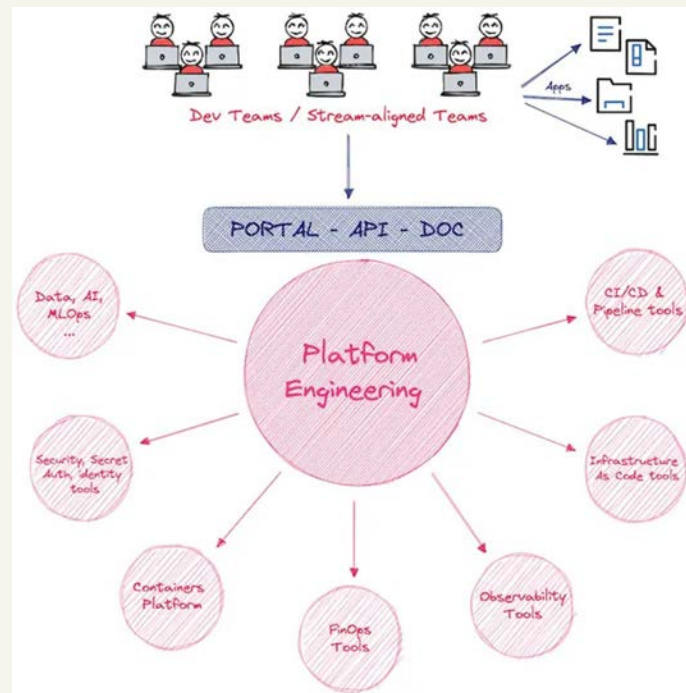 Apps
Dev Teams / Stream-aligned Teams
PORTAL - API - DOC
Data, AI,
MLOps
...
CI/CD &
Pipeline tools
Platform
Engineering
Security, Secret
Auth, identity
tools
Infrastructure
As Code tools
Containers
Platform
FinOps
Tools
Observability
Tools